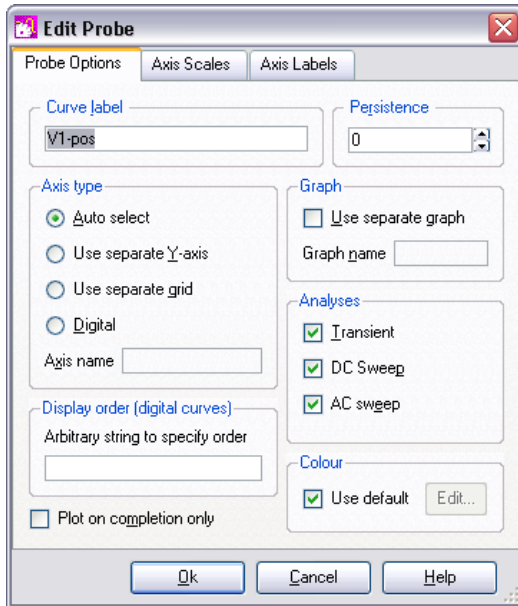 Edit Probe
Probe Options Axis Scales Axis Labels
Curve label
V1-pos
Persistence
0
Axis type
Auto select
Use separate Y-axis
Use separate grid
Digital
Axis name
Graph
Use separate graph
Graph name
Analyses
Transient
DC Sweep
AC sweep
Display order (digital curves)
Arbitrary string to specify order
Colour
Use default Edit...
Plot on completion only
Ok Cancel Help